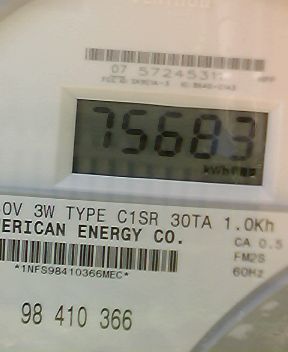 07 5724531
75683
kWh
0V 3W TYPE C1SR 30TA 1.0Kh
ERICAN ENERGY CO.
CA 0.5
FM2S
*1NFS98410366MEC*
60Hz
98 410 366